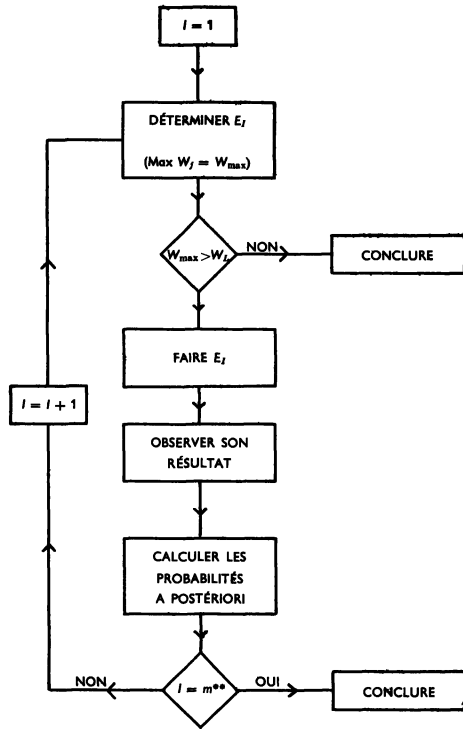 I = 1
DÉTERMINER E_I
(Max W_j = W_max)
W_max > W_L
NON
CONCLURE
FAIRE E_I
I = I + 1
OBSERVER SON
RÉSULTAT
CALCULER LES
PROBABILITÉS
A POSTÉRIORI
NON
I = m**
OUI
CONCLURE